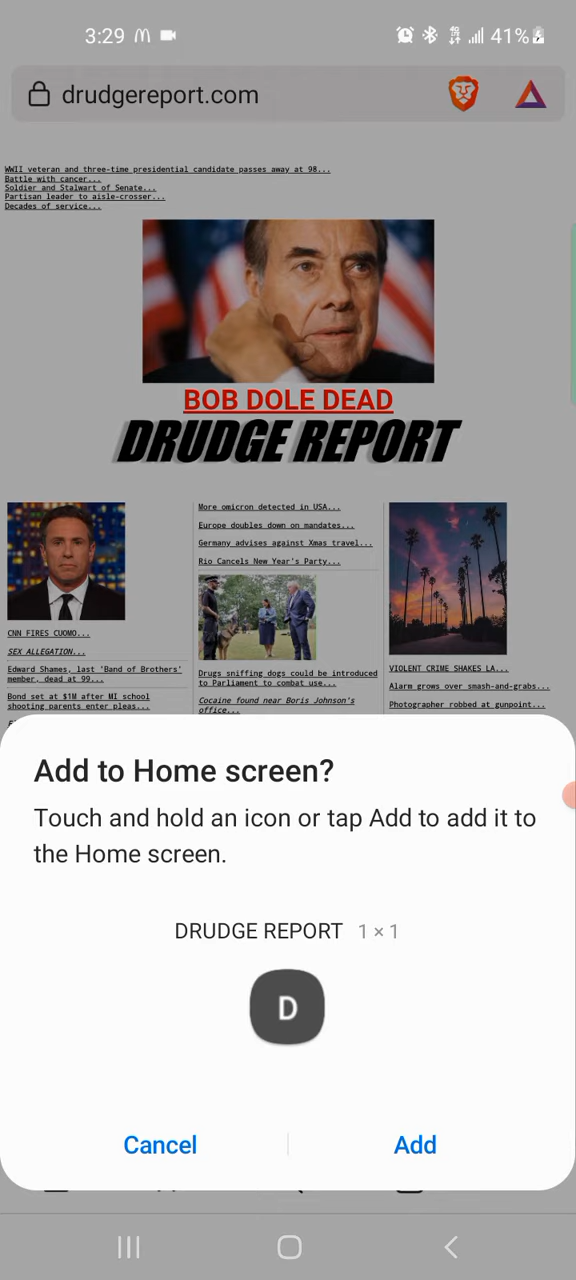 3:29
41%
drudgereport.com
WWII veteran and three-time presidential candidate passes away at 98...
Battle with cancer...
Soldier and Stalwart of Senate...
Partisan leader to aisle-crosser...
Decades of service...
BOB DOLE DEAD
DRUDGE REPORT
CNN FIRES CUOMO...
SEX ALLEGATION...
Edward Shames, last 'Band of Brothers'
member, dead at 99...
Bond set at $1M after MI school
shooting parents enter pleas...
More omicron detected in USA...
Europe doubles down on mandates...
Germany advises against Xmas travel...
Rio Cancels New Year's Party...
Drugs sniffing dogs could be introduced
to Parliament to combat use...
Cocaine found near Boris Johnson's
office...
VIOLENT CRIME SHAKES LA...
Alarm grows over smash-and-grabs...
Photographer robbed at gunpoint...
Add to Home screen?
Touch and hold an icon or tap Add to add it to
the Home screen.
DRUDGE REPORT 1 × 1
D
Cancel
Add